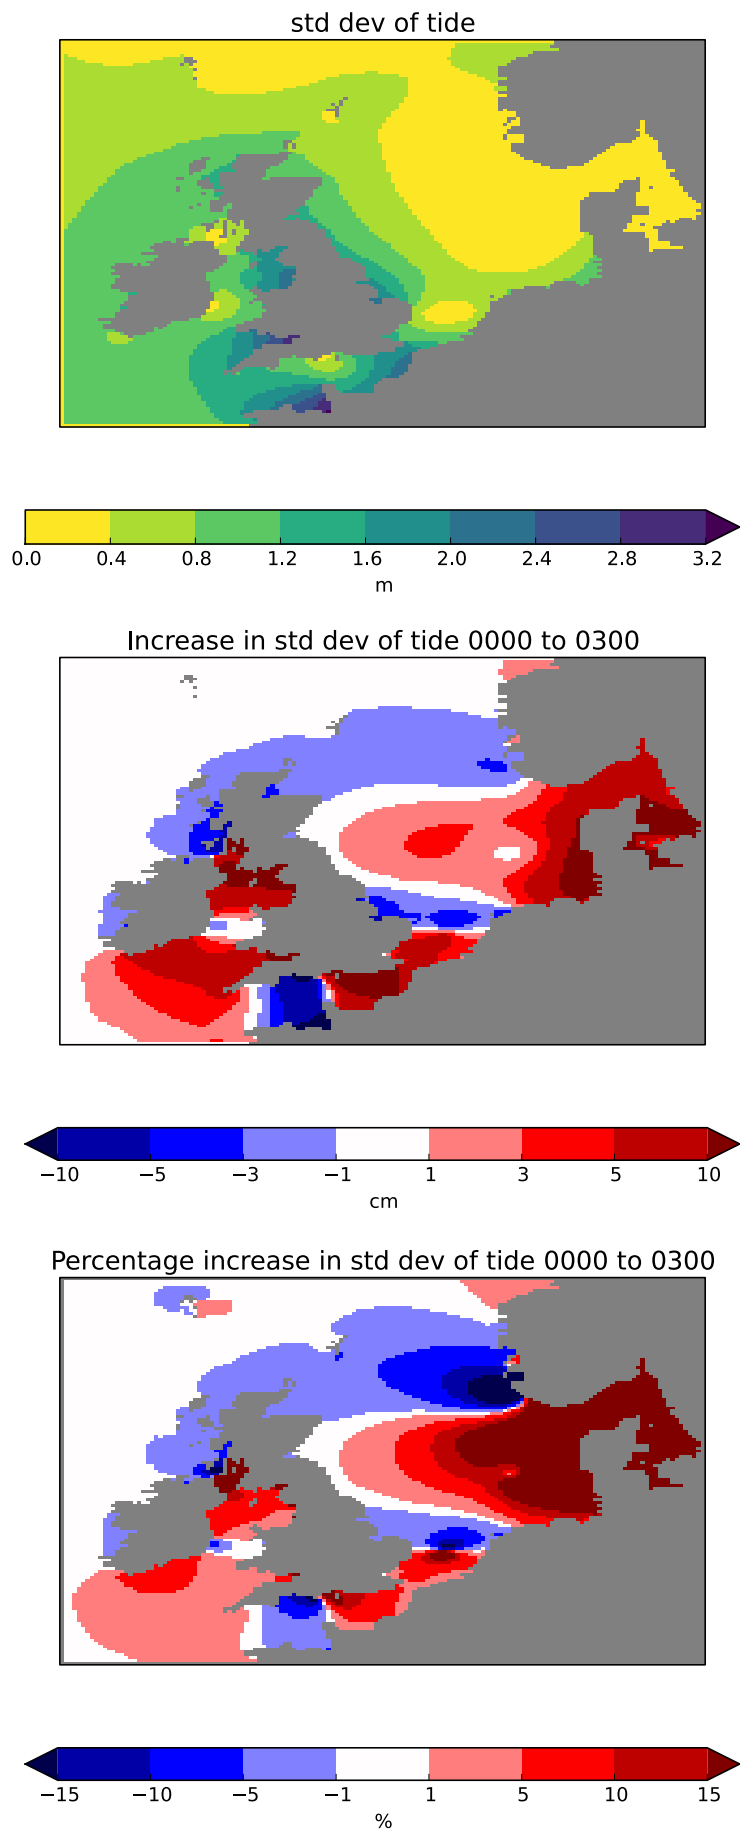 std dev of tide
0.0 0.4 0.8 1.2 1.6 2.0 2.4 2.8 3.2
m
Increase in std dev of tide 0000 to 0300
−10 −5 −3 −1 1 3 5 10
cm
Percentage increase in std dev of tide 0000 to 0300
−15 −10 −5 −1 1 5 10 15
%